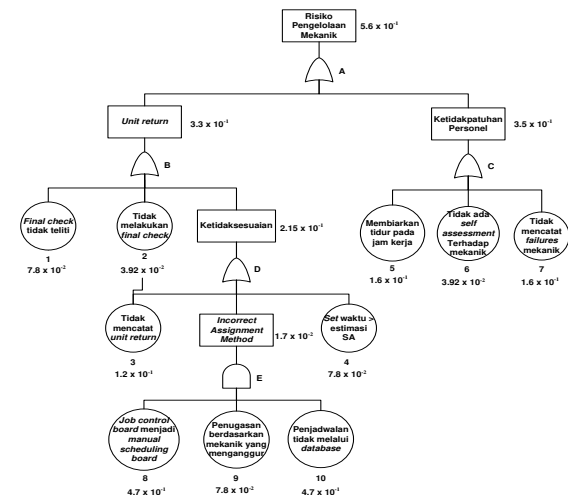 Risiko
Pengelolaan
Mekanik
5.6 x 10⁻¹
A
Unit return
3.3 x 10⁻¹
Ketidakpatuhan
Personel
3.5 x 10⁻¹
B
C
Final check
tidak teliti
1
7.8 x 10⁻²
Tidak
melakukan
final check
2
3.92 x 10⁻²
Ketidaksesuaian
2.15 x 10⁻¹
Membiarkan
tidur pada
jam kerja
5
1.6 x 10⁻¹
Tidak ada
self
assessment
Terhadap
mekanik
6
3.92 x 10⁻²
Tidak
mencatat
failures
mekanik
7
1.6 x 10⁻¹
D
Tidak
mencatat
unit return
3
1.2 x 10⁻¹
Incorrect
Assignment
Method
1.7 x 10⁻²
Set waktu >
estimasi
SA
4
7.8 x 10⁻²
E
Job control
board menjadi
manual
scheduling
board
8
4.7 x 10⁻¹
Penugasan
berdasarkan
mekanik yang
menganggur
9
7.8 x 10⁻²
Penjadwalan
tidak melalui
database
10
4.7 x 10⁻¹